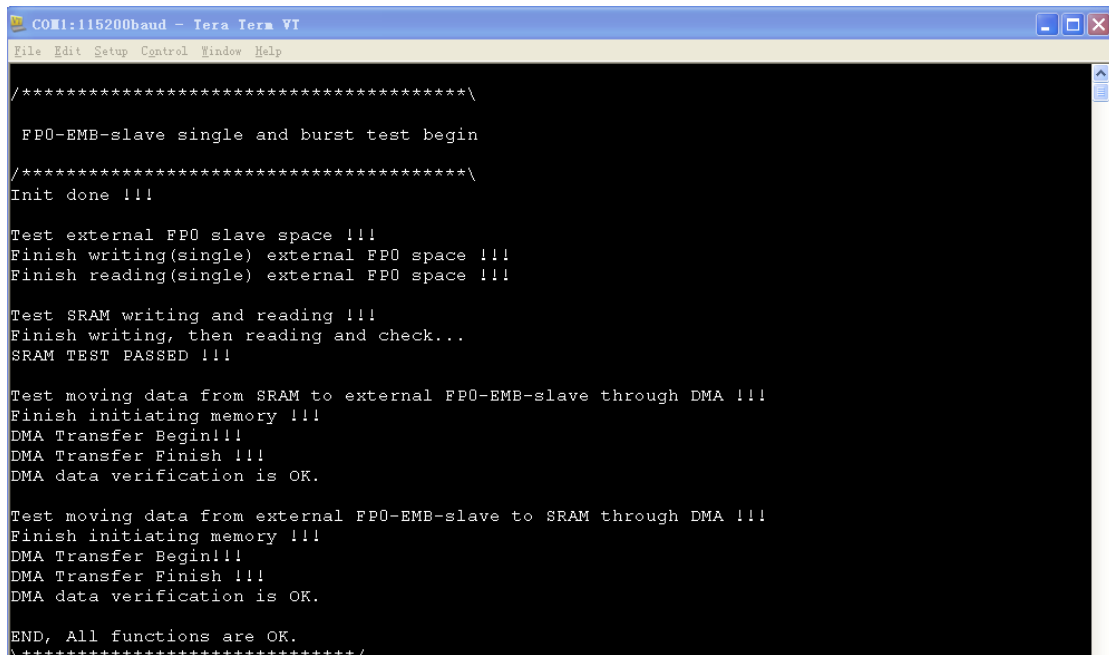 COM1:115200baud - Tera Term VT
File Edit Setup Control Window Help
/****************************************\
FP0-EMB-slave single and burst test begin
/****************************************\
Init done !!!
Test external FP0 slave space !!!
Finish writing(single) external FP0 space !!!
Finish reading(single) external FP0 space !!!
Test SRAM writing and reading !!!
Finish writing, then reading and check...
SRAM TEST PASSED !!!
Test moving data from SRAM to external FP0-EMB-slave through DMA !!!
Finish initiating memory !!!
DMA Transfer Begin!!!
DMA Transfer Finish !!!
DMA data verification is OK.
Test moving data from external FP0-EMB-slave to SRAM through DMA !!!
Finish initiating memory !!!
DMA Transfer Begin!!!
DMA Transfer Finish !!!
DMA data verification is OK.
END, All functions are OK.
\******************************/